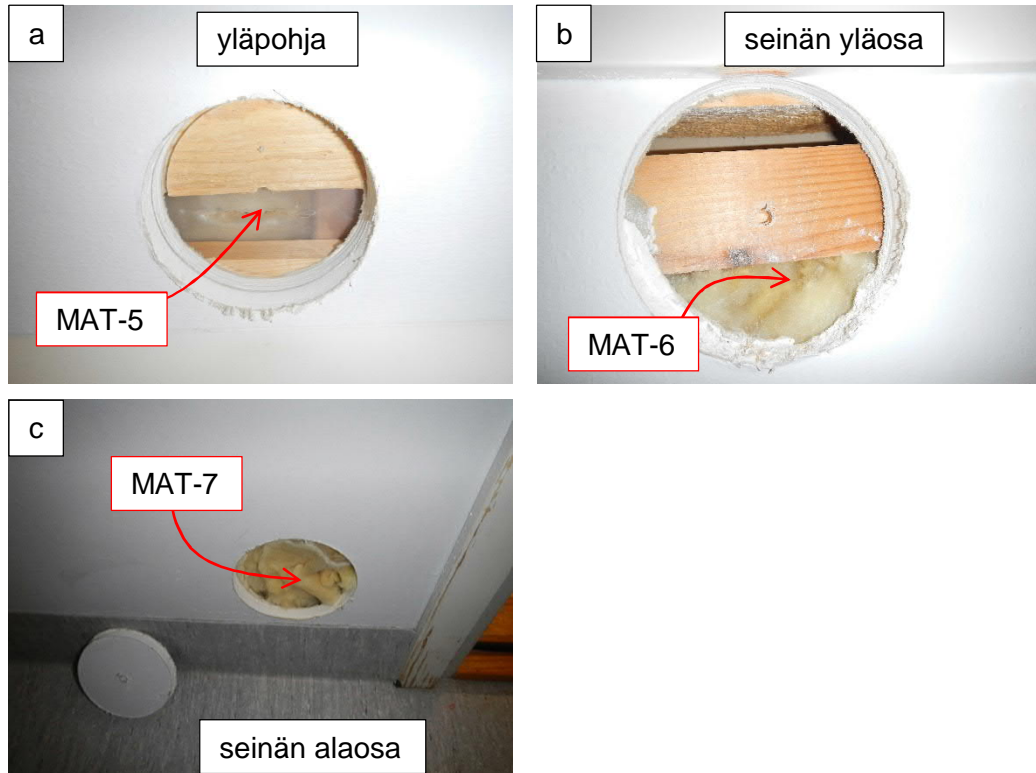 a
yläpohja
MAT-5
b
seinän yläosa
MAT-6
c
MAT-7
seinän alaosa